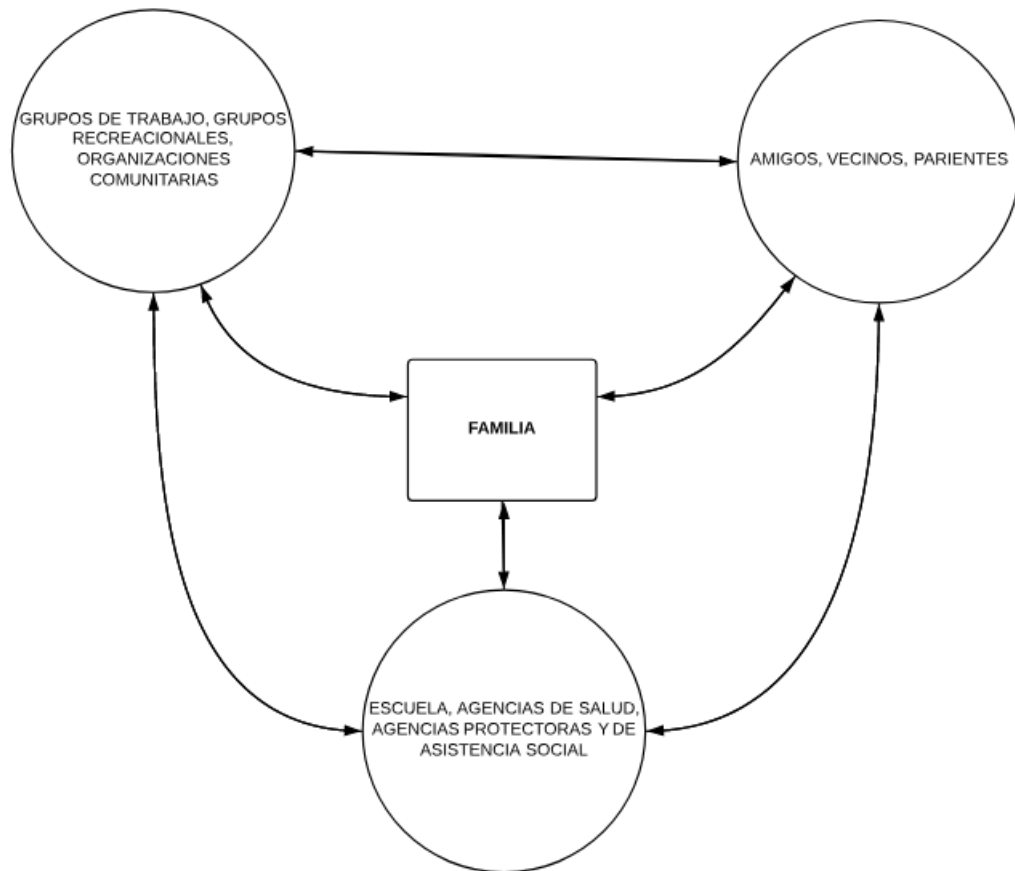 GRUPOS DE TRABAJO, GRUPOS
RECREACIONALES,
ORGANIZACIONES
COMUNITARIAS
AMIGOS, VECINOS, PARIENTES
FAMILIA
ESCUELA, AGENCIAS DE SALUD,
AGENCIAS PROTECTORAS Y DE
ASISTENCIA SOCIAL